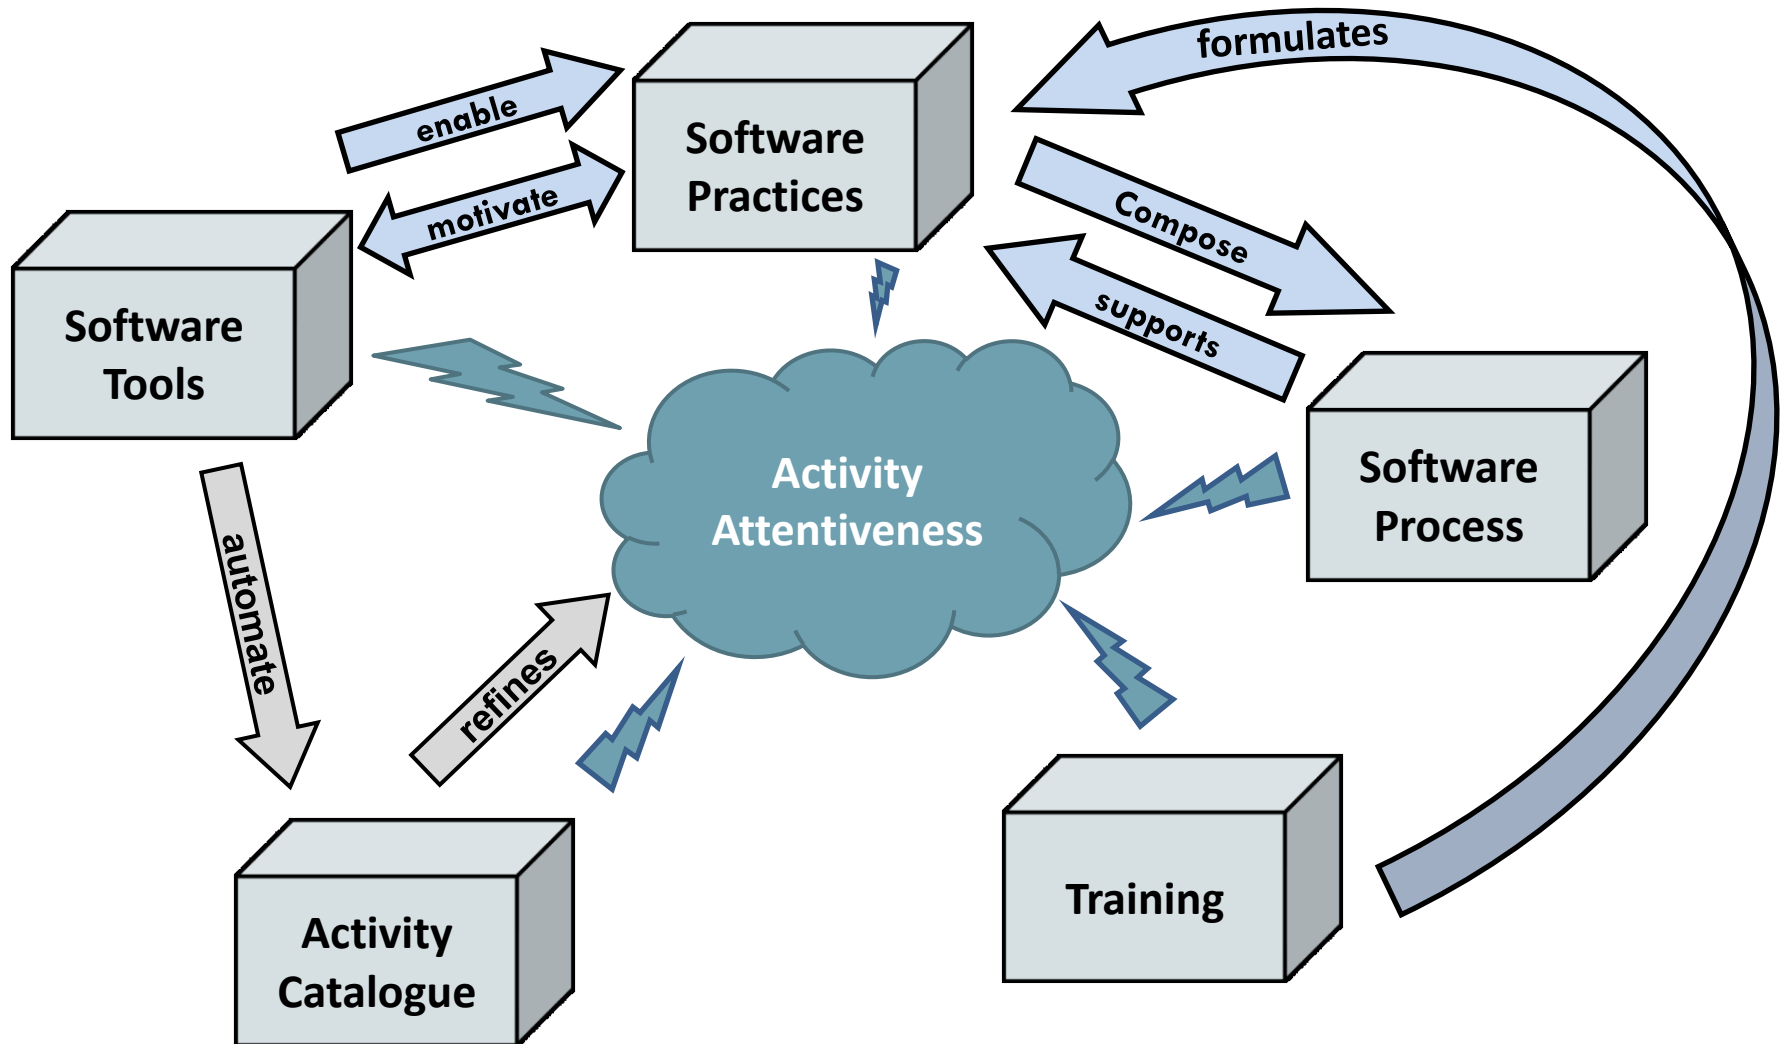 formulates
enable
Software
Practices
motivate
Compose
supports
Software
Tools
Activity
Attentiveness
Software
Process
automate
refines
Training
Activity
Catalogue